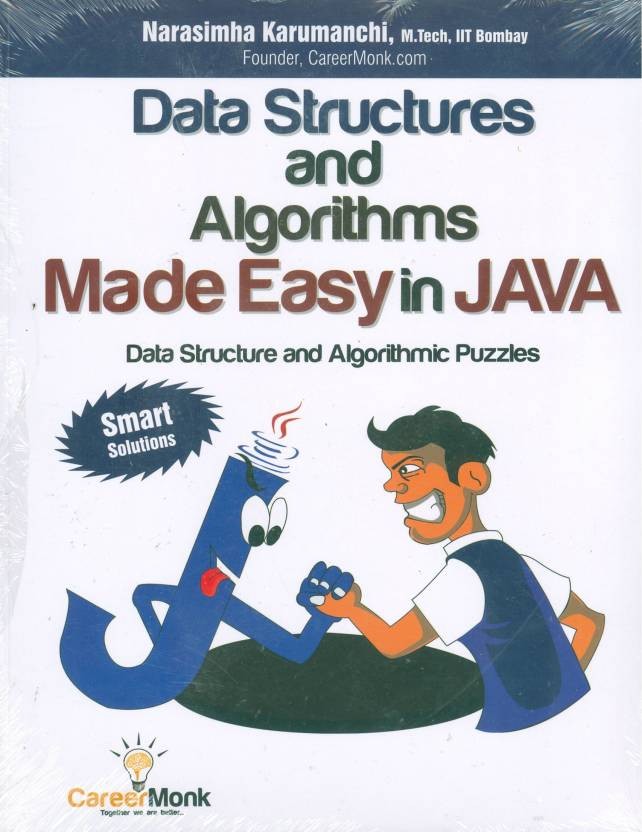 Narasimha Karumanchi, M.Tech, IIT Bombay
Founder, CareerMonk.com
Data Structures
and
Algorithms
Made Easy in JAVA
Data Structure and Algorithmic Puzzles
Smart
Solutions
CareerMonk
Together we are better..